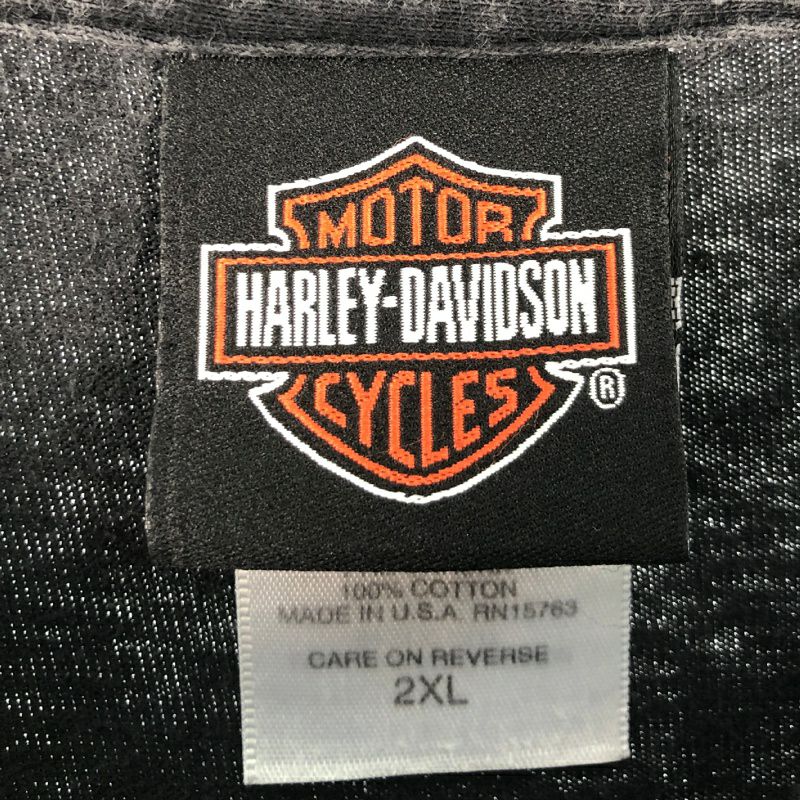 MOTOR
HARLEY-DAVIDSON
CYCLES
®
100% COTTON
MADE IN U.S.A. RN15763
CARE ON REVERSE
2XL